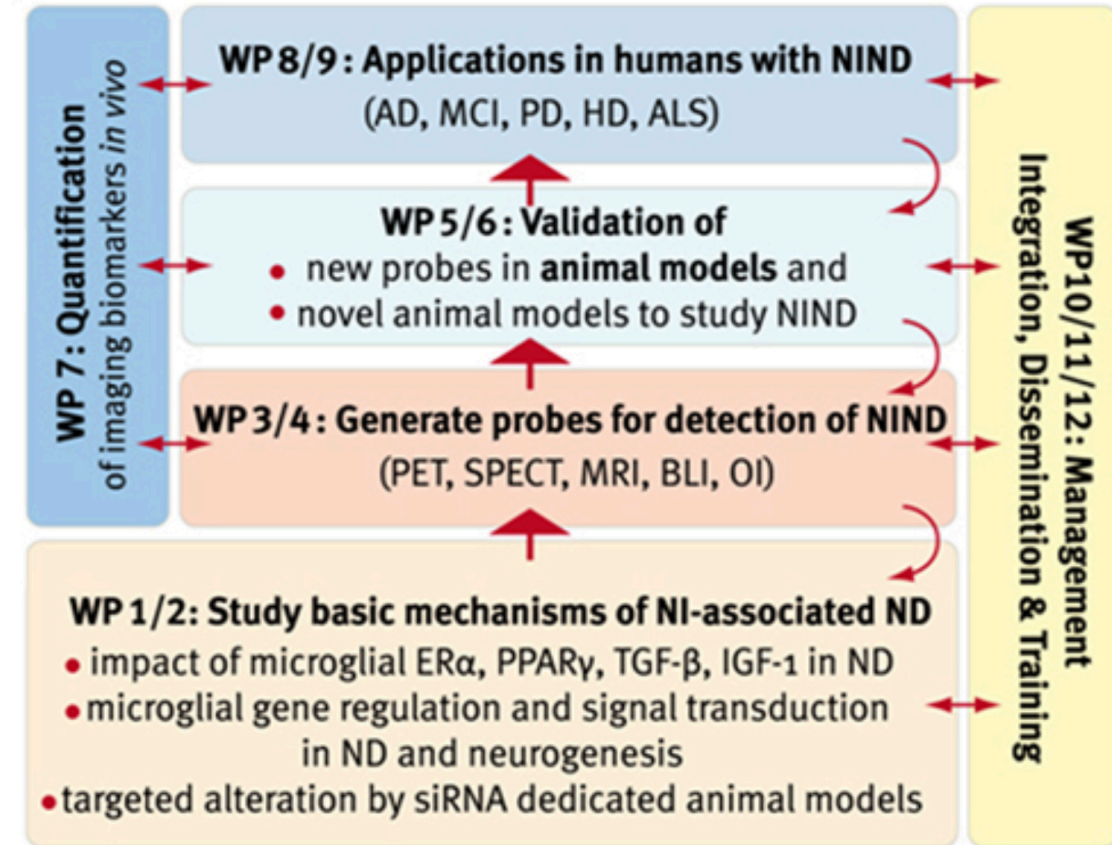 WP 7: Quantification
of imaging biomarkers in vivo
WP 8/9: Applications in humans with NIND
(AD, MCI, PD, HD, ALS)
WP 5/6: Validation of
• new probes in animal models and
• novel animal models to study NIND
WP 3/4: Generate probes for detection of NIND
(PET, SPECT, MRI, BLI, OI)
WP 1/2: Study basic mechanisms of NI-associated ND
• impact of microglial ERα, PPARγ, TGF-β, IGF-1 in ND
• microglial gene regulation and signal transduction
in ND and neurogenesis
• targeted alteration by siRNA dedicated animal models
WP10/11/12: Management
Integration, Dissemination & Training